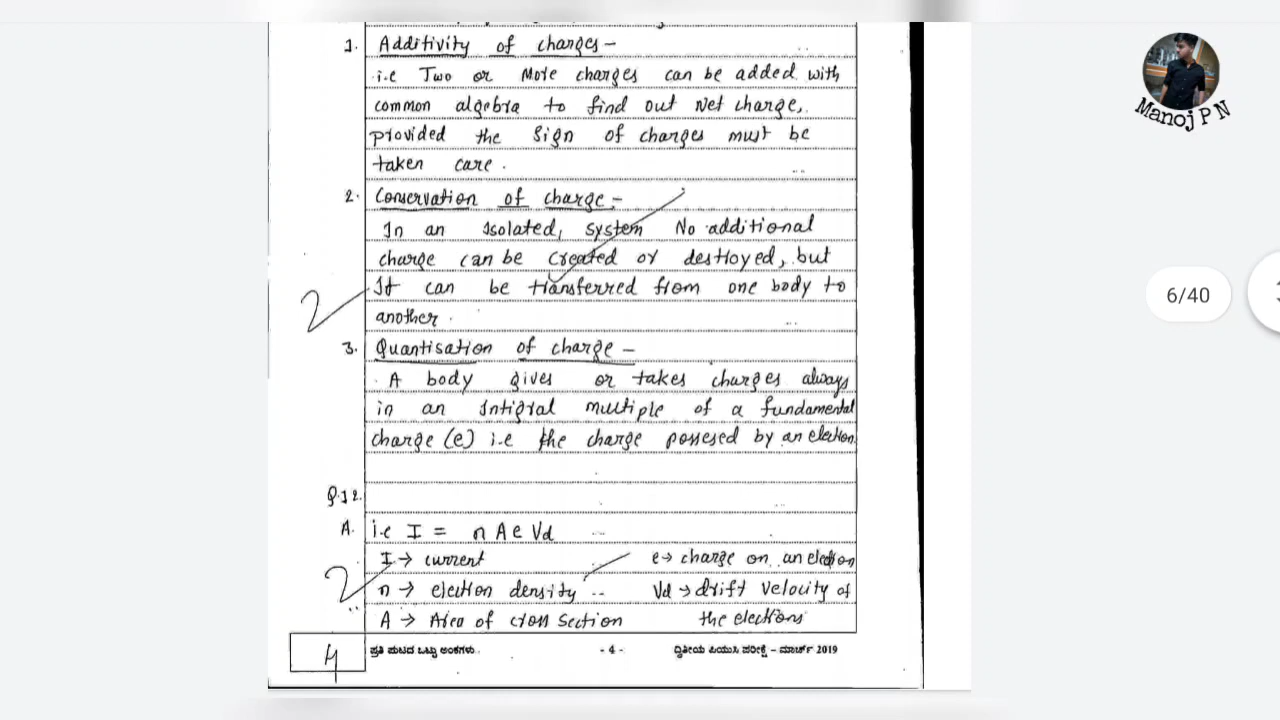 1. Additivity of charges -
i.e Two or More charges can be added with
common algebra to find out Net charge,
provided the Sign of charges must be
taken care.
2. Conservation of charge:-
In an Isolated, system No additional
charge can be created or destroyed, but
2 It can be transferred from one body to
another.
3. Quantisation of charge -
A body gives or takes charges always
in an Intigral multiple of a fundamental
charge (e) i.e the charge possesed by an electron.
Q.12.
A. i.e I = n A e Vd
I → current e → charge on an electron
2 n → electron density Vd → drift velocity of
A → Area of cross section the electrons
4 ಪ್ರತಿ ಪುಟದ ಒಟ್ಟು ಅಂಕಗಳು - 4 - ದ್ವಿತೀಯ ಪಿಯುಸಿ ಪರೀಕ್ಷೆ - ಮಾರ್ಚ್ 2019
Manoj P N
6/40